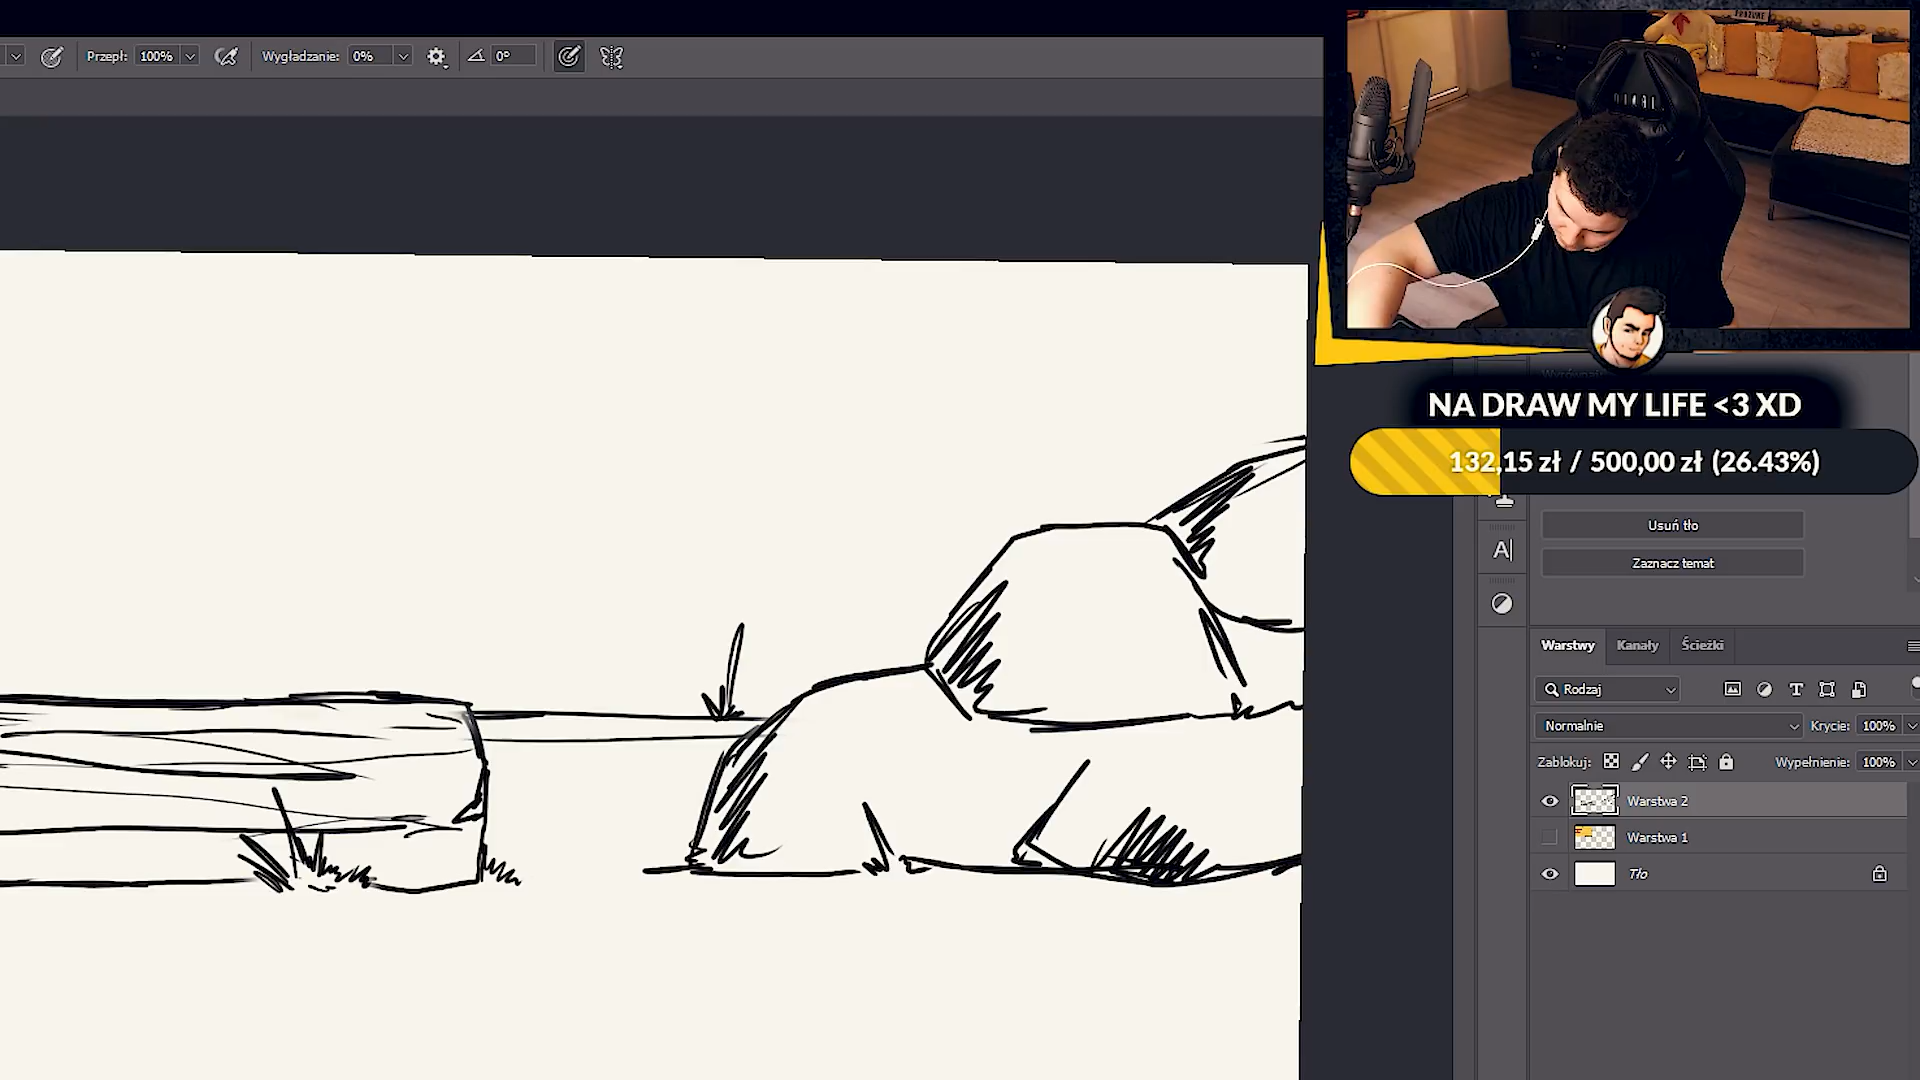 Przepł: 100%
Wygładzanie: 0%
0°
NA DRAW MY LIFE <3 XD
132,15 zł / 500,00 zł (26.43%)
A
Usuń tło
Zaznacz temat
Warstwy Kanały Ścieżki
Rodzaj
T
Normalnie Krycie: 100%
Zablokuj: Wypełnienie: 100%
Warstwa 2
Warstwa 1
Tło